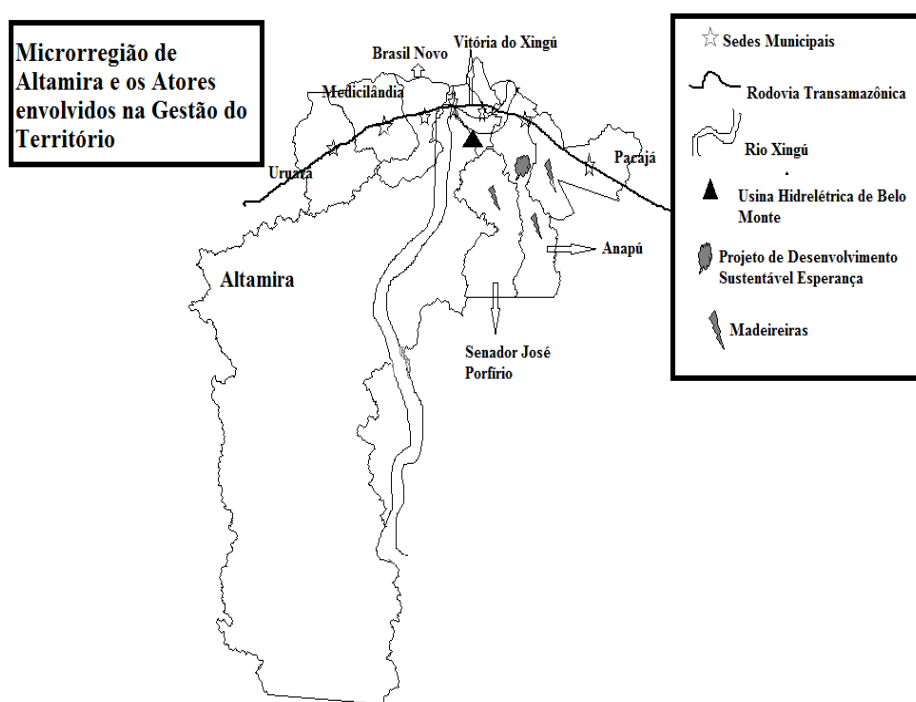 Microrregião de
Altamira e os Atores
envolvidos na Gestão do
Território
Vitória do Xingú
Brasil Novo
Medicilândia
Uruará
Pacajá
Anapú
Altamira
Senador José
Porfírio
Sedes Municipais
Rodovia Transamazônica
Rio Xingú
Usina Hidrelétrica de Belo
Monte
Projeto de Desenvolvimento
Sustentável Esperança
Madeireiras